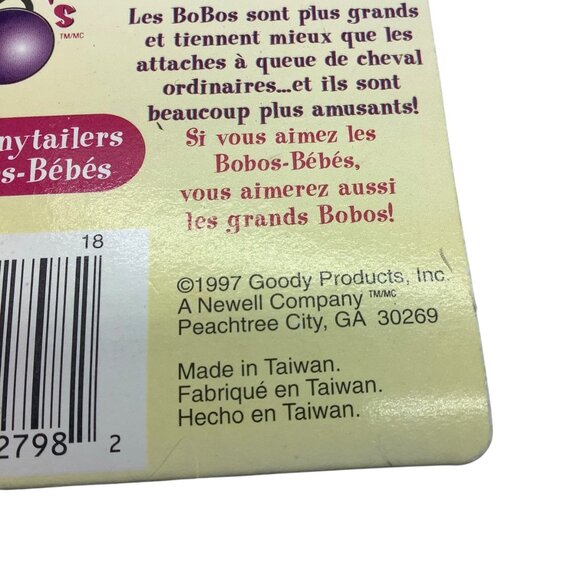 's
TM/MC
Les BoBos sont plus grands
et tiennent mieux que les
attaches à queue de cheval
ordinaires...et ils sont
beaucoup plus amusants!
Si vous aimez les
Bobos-Bébés,
vous aimerez aussi
les grands Bobos!
nytailers
s-Bébés
18
2798 2
©1997 Goody Products, Inc.
A Newell Company TM/MC
Peachtree City, GA 30269
Made in Taiwan.
Fabriqué en Taiwan.
Hecho en Taiwan.